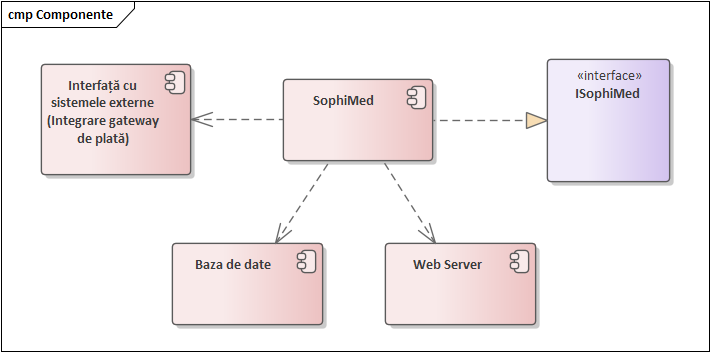 cmp Componente
Interfață cu
sistemele externe
(Integrare gateway
de plată)
SophiMed
«interface»
ISophiMed
Baza de date
Web Server